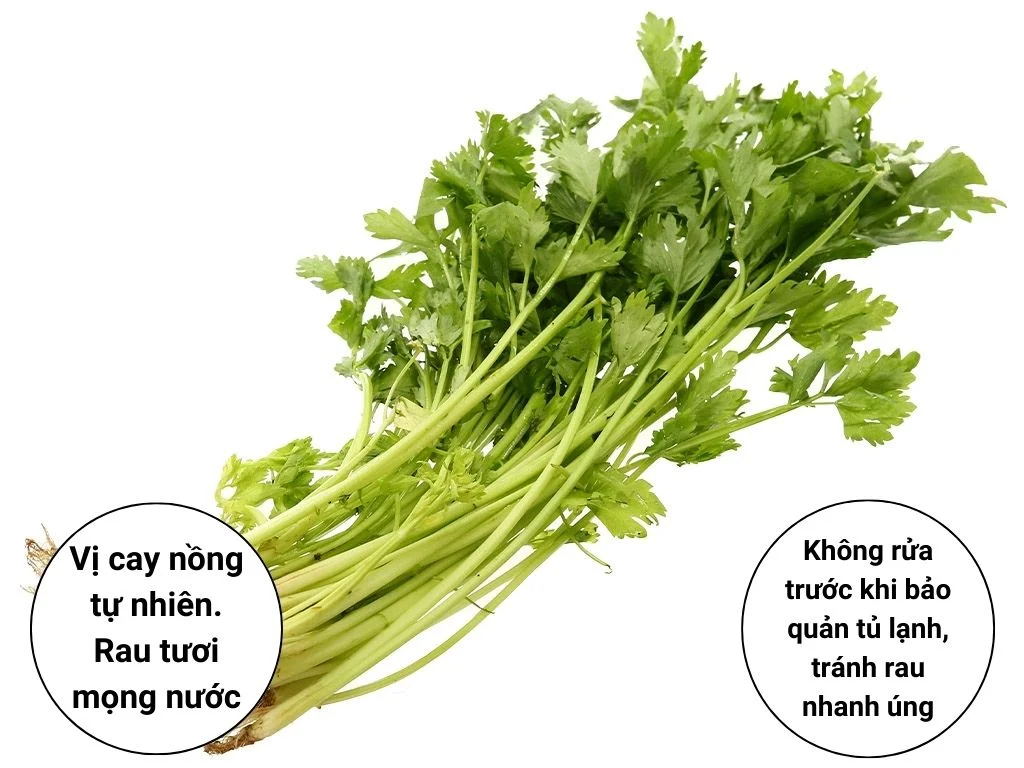 Vị cay nồng
tự nhiên.
Rau tươi
mọng nước
Không rửa
trước khi bảo
quản tủ lạnh,
tránh rau
nhanh úng